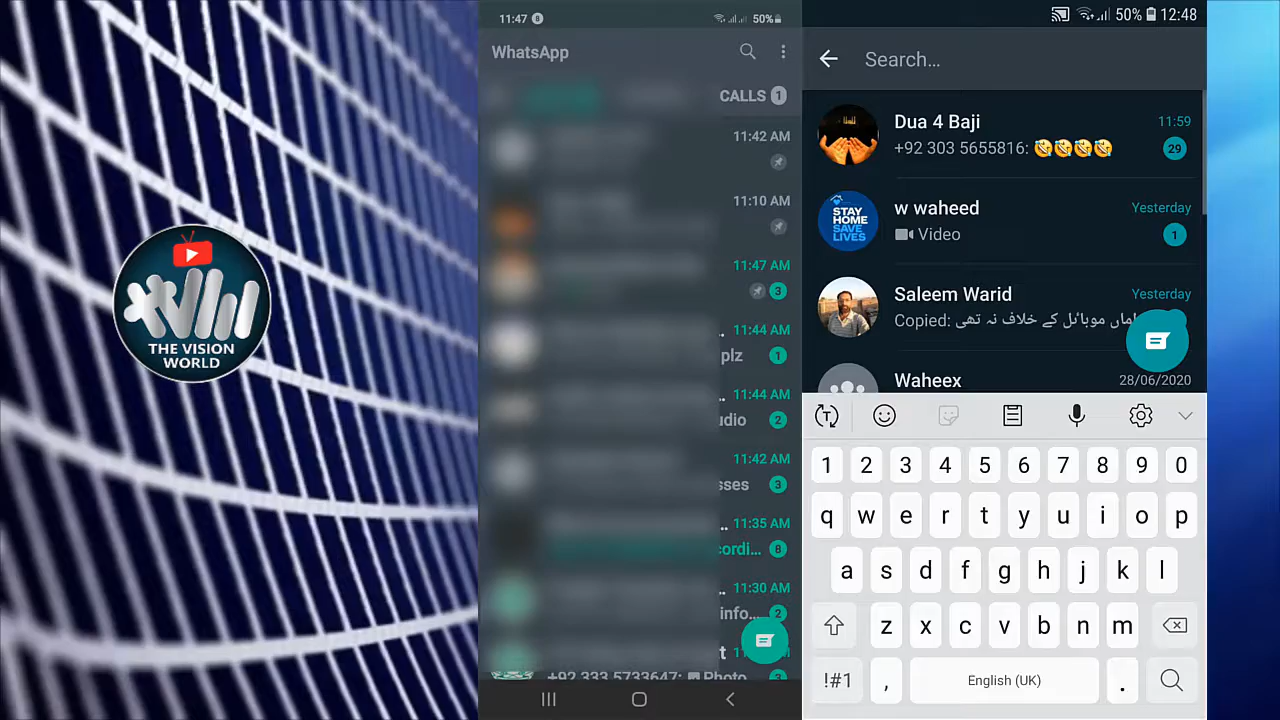 THE VISION
WORLD
11:47
50%
WhatsApp
CALLS 1
11:42 AM
11:10 AM
11:47 AM
3
11:44 AM
plz
1
11:44 AM
udio
2
11:42 AM
sses
3
11:35 AM
ordi...
8
11:30 AM
info...
2
+92 333 5733647: Photo
50% 12:48
Search...
Dua 4 Baji
11:59
+92 303 5655816: 🤣🤣🤣🤣
29
STAY
HOME
SAVE
LIVES
w waheed
Yesterday
Video
1
Saleem Warid
Yesterday
Copied: اماں موبائل کے خلاف نہ تھی
Waheex
28/06/2020
1 2 3 4 5 6 7 8 9 0
q w e r t y u i o p
a s d f g h j k l
z x c v b n m
!#1 , English (UK) .